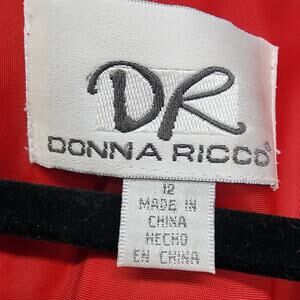 DR
DONNA RICCO®
12
MADE IN
CHINA
HECHO
EN CHINA